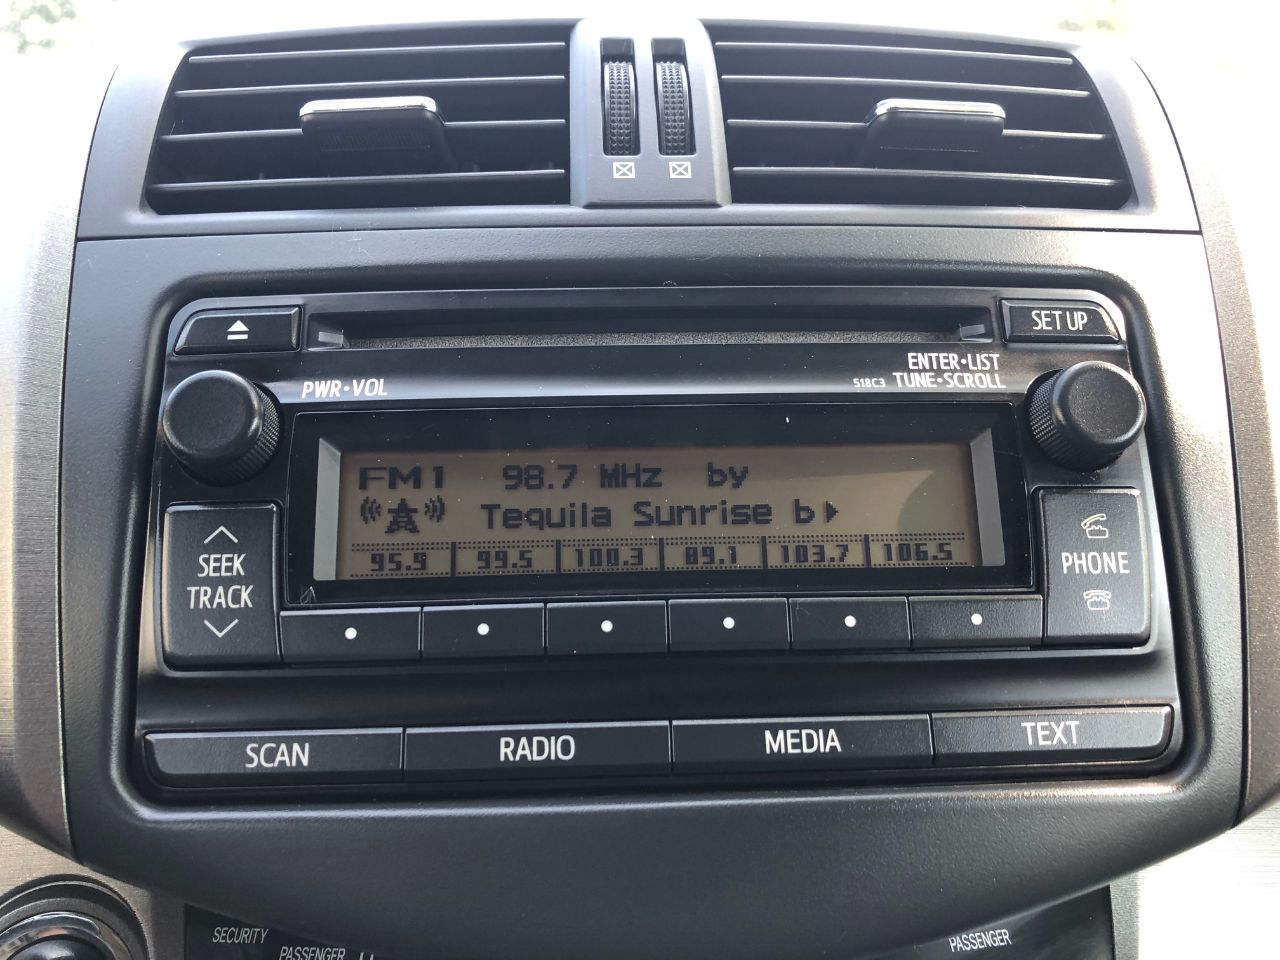 SET UP
PWR•VOL
ENTER•LIST
518C3 TUNE•SCROLL
FM1 98.7 MHz by
Tequila Sunrise b
95.9 99.5 100.3 89.1 103.7 106.5
SEEK
TRACK
PHONE
SCAN RADIO MEDIA TEXT
SECURITY
PASSENGER
PASSENGER